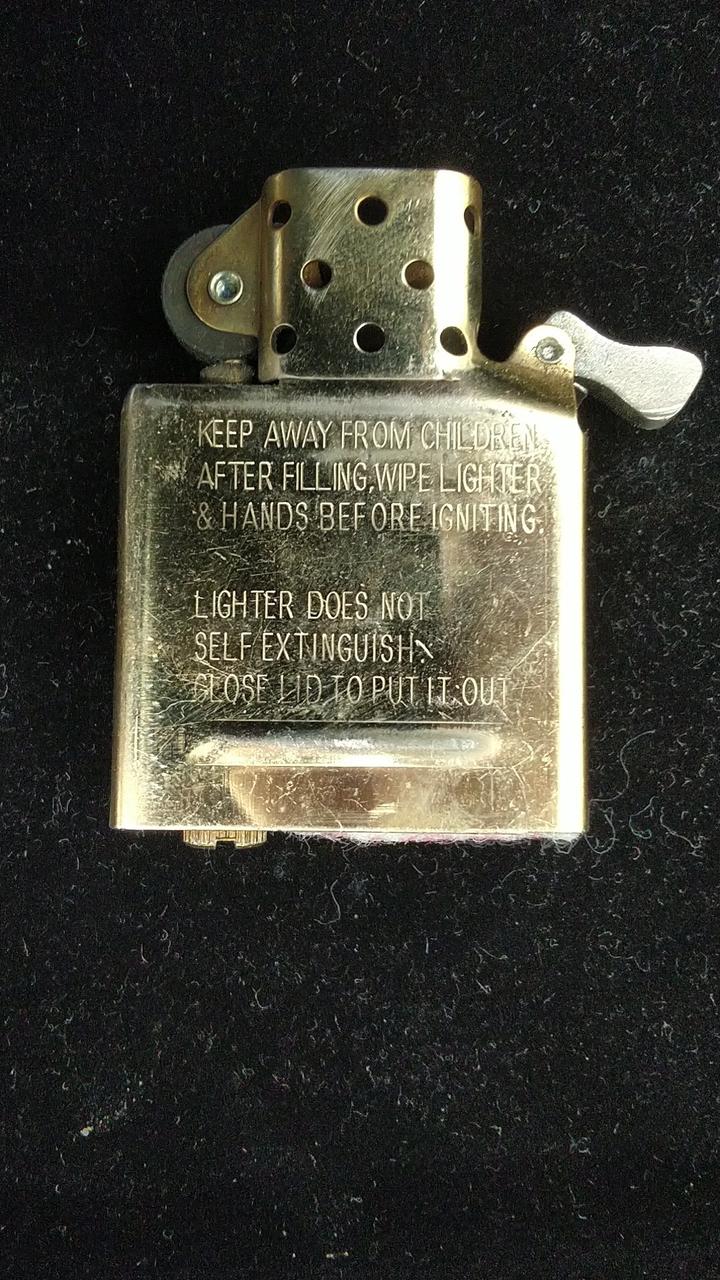 KEEP AWAY FROM CHILDREN
AFTER FILLING,WIPE LIGHTER
& HANDS BEFORE IGNITING.
LIGHTER DOES NOT
SELF EXTINGUISH.
CLOSE LID TO PUT IT OUT